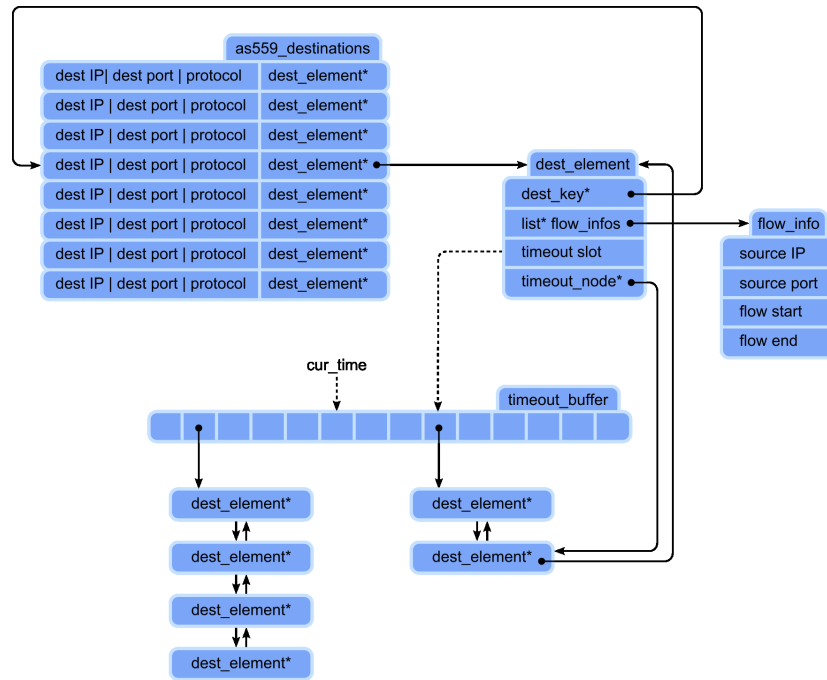 as559_destinations
dest IP| dest port | protocol dest_element*
dest IP | dest port | protocol dest_element*
dest IP | dest port | protocol dest_element*
dest IP | dest port | protocol dest_element*
dest IP | dest port | protocol dest_element*
dest IP | dest port | protocol dest_element*
dest IP | dest port | protocol dest_element*
dest IP | dest port | protocol dest_element*
dest_element
dest_key*
list* flow_infos
timeout slot
timeout_node*
flow_info
source IP
source port
flow start
flow end
cur_time
timeout_buffer
dest_element*
dest_element*
dest_element*
dest_element*
dest_element*
dest_element*